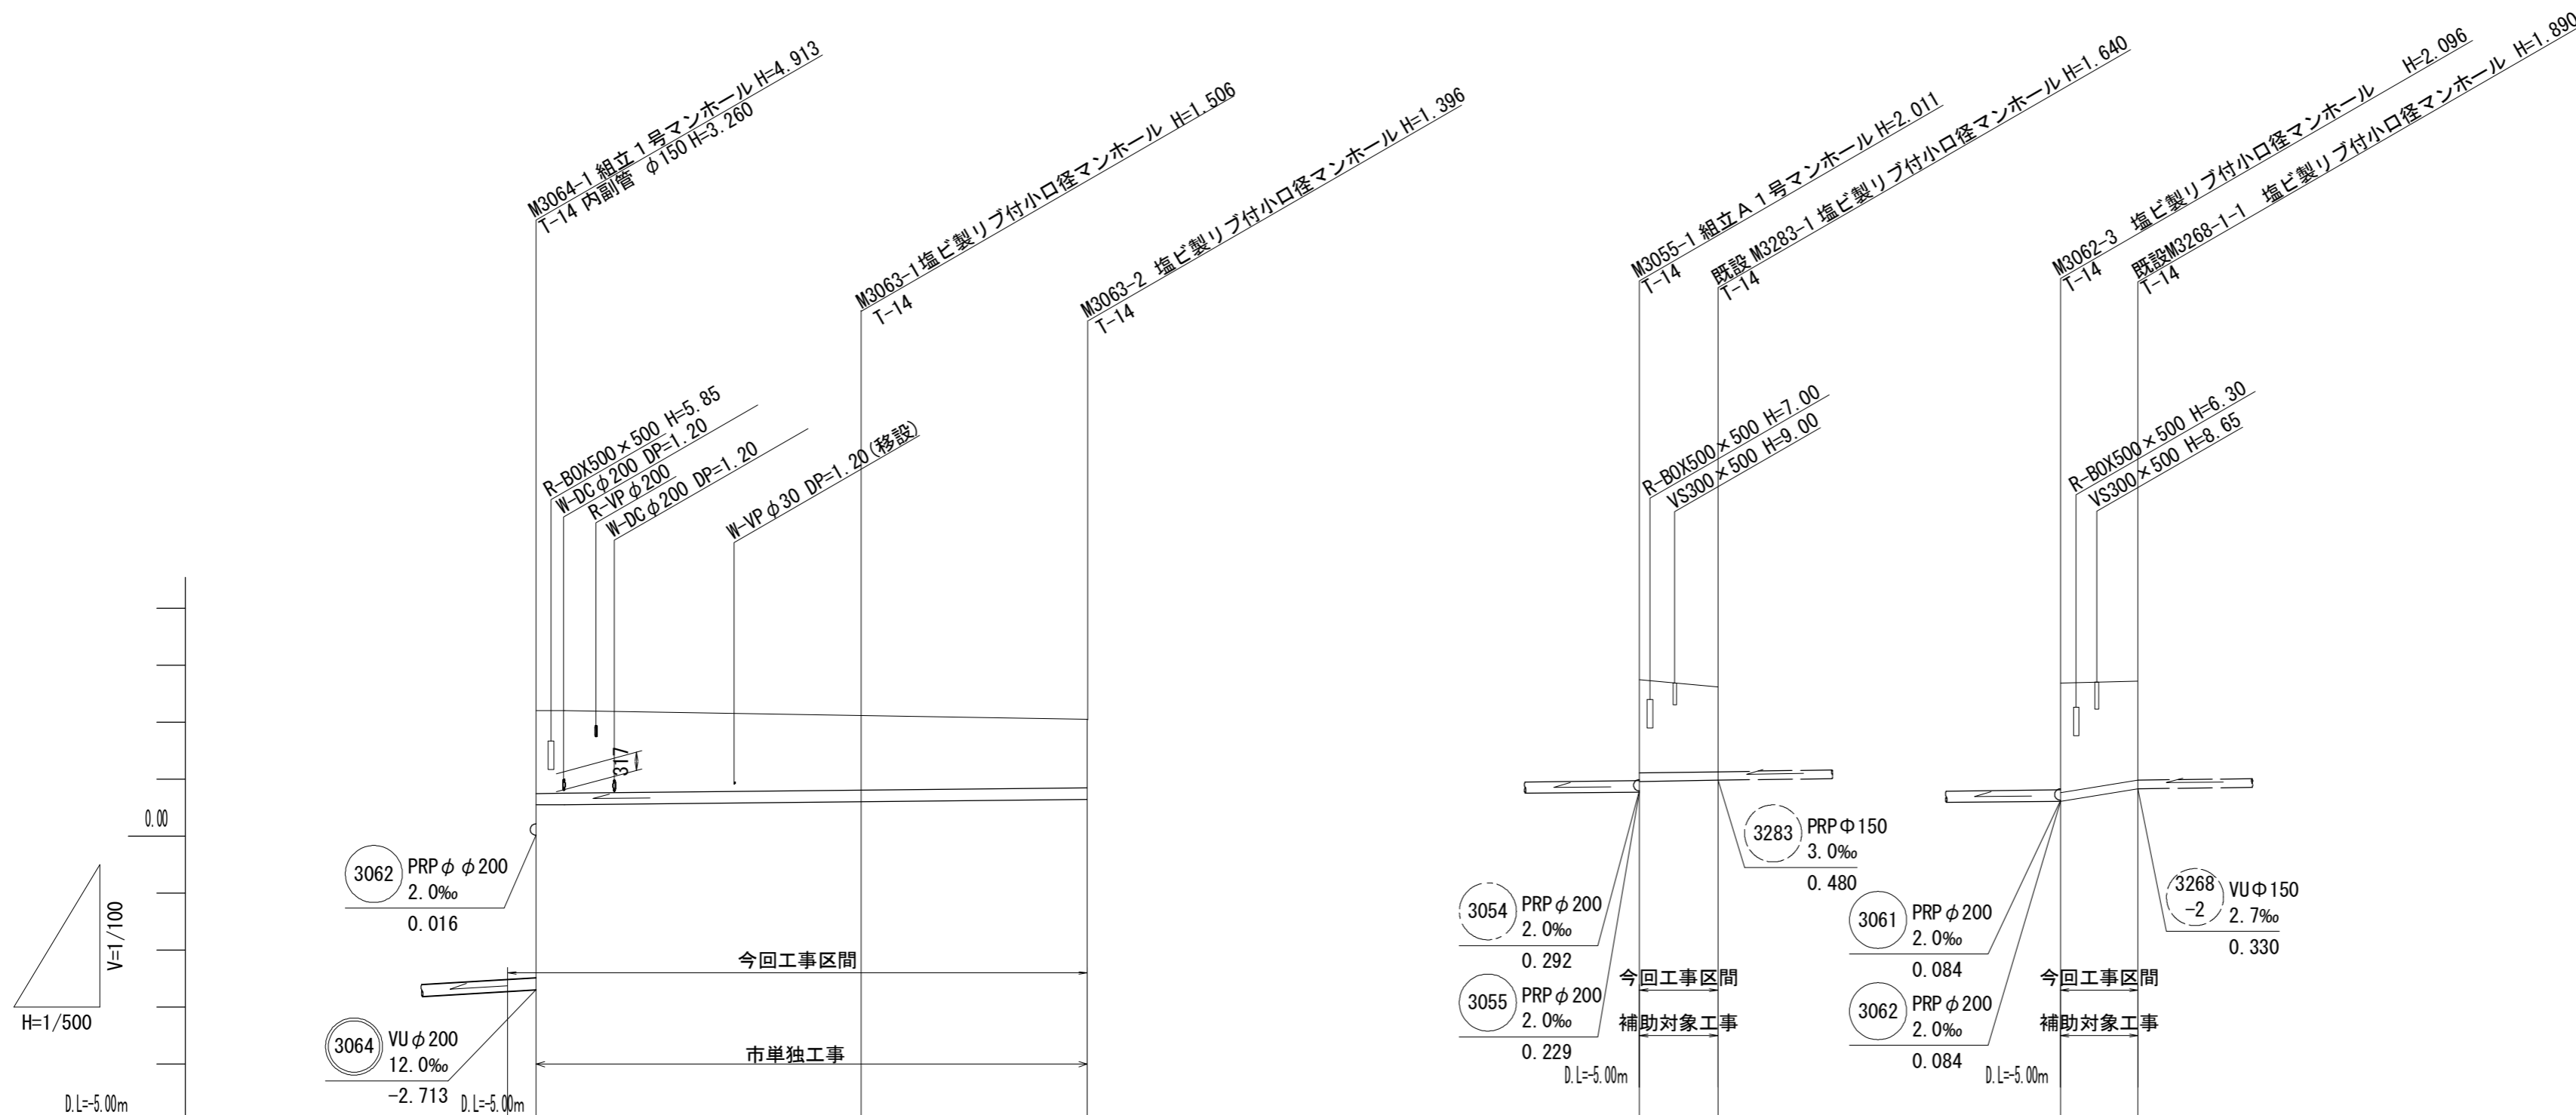 M3064-1 組立１号マンホール H=4.913
T-14 内副管　φ150 H=3.260
M3063-1塩ビ製リブ付小口径マンホール H=1.506
T-14
M3063-2 塩ビ製リブ付小口径マンホール H=1.396
T-14
M3055-1 組立Ａ１号マンホール H=2.011
T-14
既設 M3283-1 塩ビ製リブ付小口径マンホール H=1.640
T-14
M3062-3　塩ビ製リブ付小口径マンホール　H=2.096
T-14
既設M3268-1-1　塩ビ製リブ付小口径マンホール H=1.890
T-14
R-BOX500×500 H=5.85
W-DCφ200 DP=1.20
R-VPφ200
W-DCφ200 DP=1.20
W-VPφ30 DP=1.20(移設)
R-BOX500×500 H=7.00
VS300×500 H=9.00
R-BOX500×500 H=6.30
VS300×500 H=8.65
317
0.00
V=1/100
H=1/500
D.L=-5.00m
3062 PRPφ φ200
2.0‰
0.016
3064 VUφ200
12.0‰
-2.713
D.L=-5.00m
今回工事区間
市単独工事
3054 PRPφ200
2.0‰
0.292
3055 PRPφ200
2.0‰
0.229
3283 PRPΦ150
3.0‰
0.480
今回工事区間
補助対象工事
D.L=-5.00m
3061 PRPφ200
2.0‰
0.084
3062 PRPφ200
2.0‰
0.084
3268
-2
VUΦ150
2.7‰
0.330
今回工事区間
補助対象工事
D.L=-5.00m